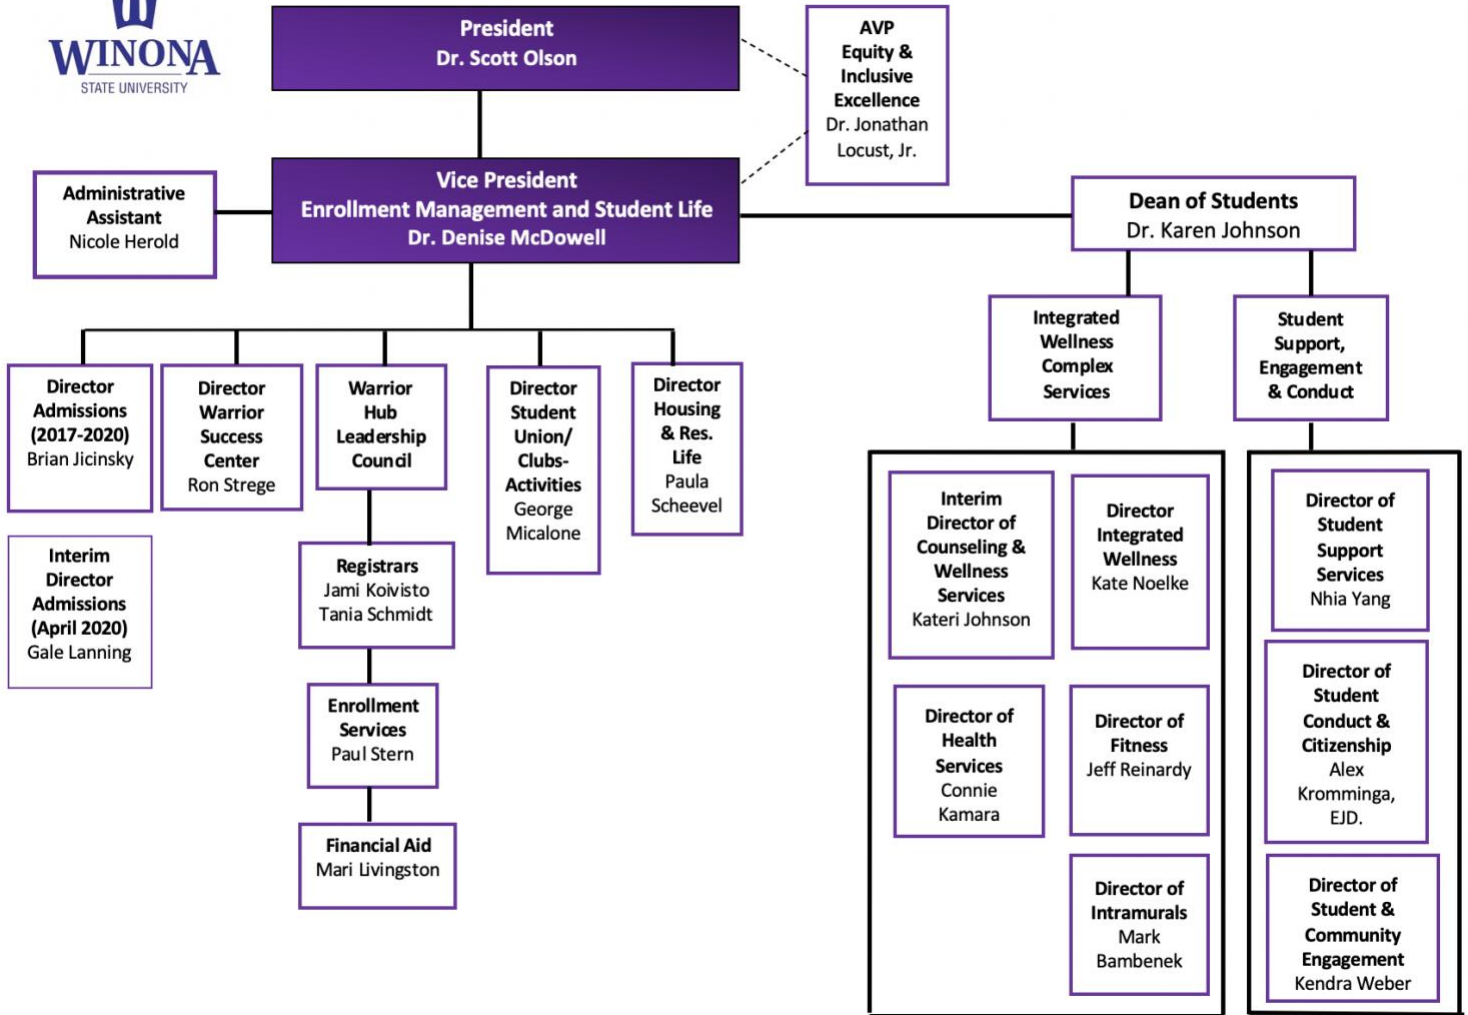 WINONA
STATE UNIVERSITY
President
Dr. Scott Olson
AVP
Equity &
Inclusive
Excellence
Dr. Jonathan
Locust, Jr.
Vice President
Enrollment Management and Student Life
Dr. Denise McDowell
Administrative
Assistant
Nicole Herold
Dean of Students
Dr. Karen Johnson
Director
Admissions
(2017-2020)
Brian Jicinsky
Interim
Director
Admissions
(April 2020)
Gale Lanning
Director
Warrior
Success
Center
Ron Strege
Warrior
Hub
Leadership
Council
Registrars
Jami Koivisto
Tania Schmidt
Enrollment
Services
Paul Stern
Financial Aid
Mari Livingston
Director
Student
Union/
Clubs-
Activities
George
Micalone
Director
Housing
& Res.
Life
Paula
Scheevel
Integrated
Wellness
Complex
Services
Interim
Director of
Counseling &
Wellness
Services
Kateri Johnson
Director
Integrated
Wellness
Kate Noelke
Director of
Health
Services
Connie
Kamara
Director of
Fitness
Jeff Reinardy
Director of
Intramurals
Mark
Bambenek
Student
Support,
Engagement
& Conduct
Director of
Student
Support
Services
Nhia Yang
Director of
Student
Conduct &
Citizenship
Alex
Kromminga,
EJD.
Director of
Student &
Community
Engagement
Kendra Weber